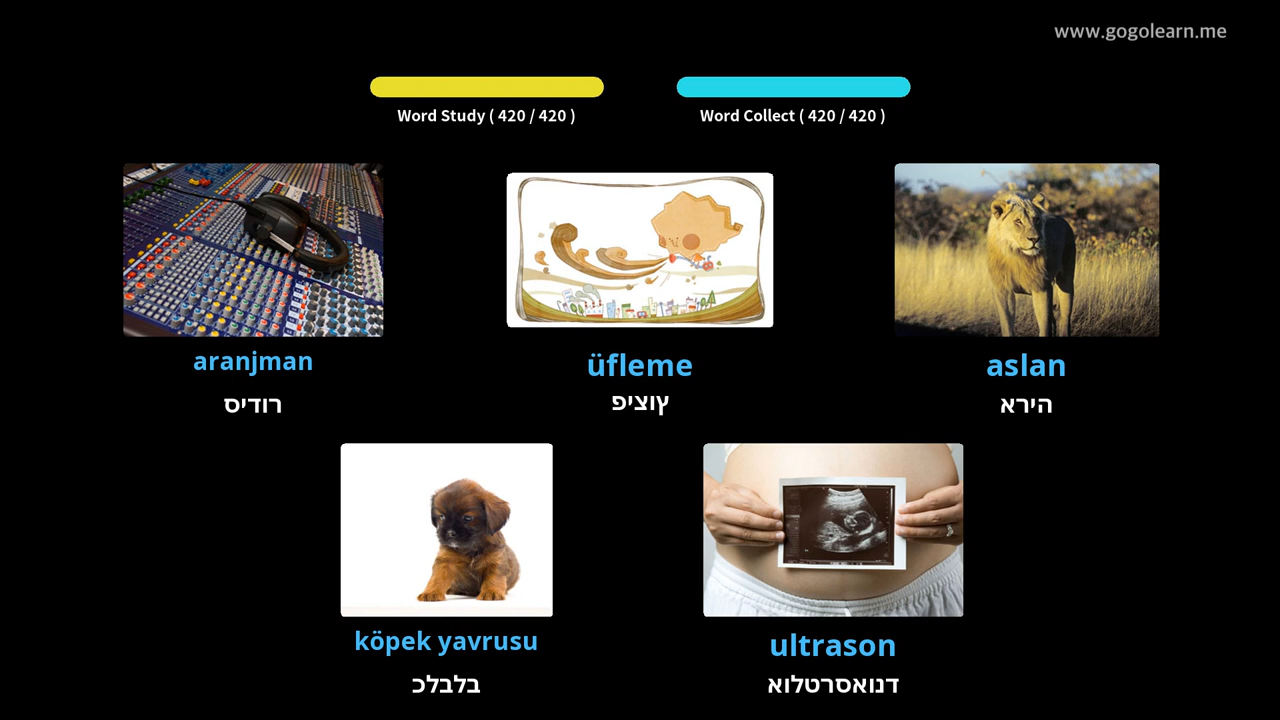 www.gogolearn.me
Word Study ( 420 / 420 )
Word Collect ( 420 / 420 )
aranjman
רודיס
üfleme
ץוציפ
aslan
הירא
köpek yavrusu
בלבלכ
ultrason
דנואסרטלוא